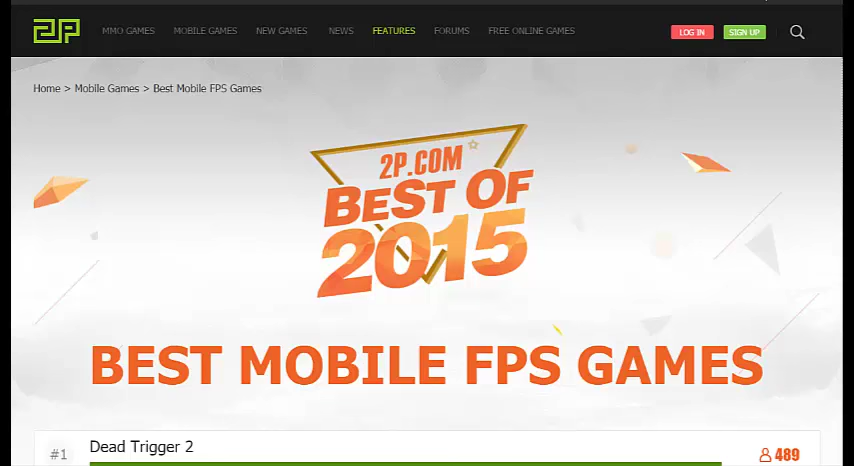 2P
MMO GAMES MOBILE GAMES NEW GAMES NEWS FEATURES FORUMS FREE ONLINE GAMES LOG IN SIGN UP
Home > Mobile Games > Best Mobile FPS Games
2P.COM
BEST OF
2015
BEST MOBILE FPS GAMES
#1 Dead Trigger 2 489